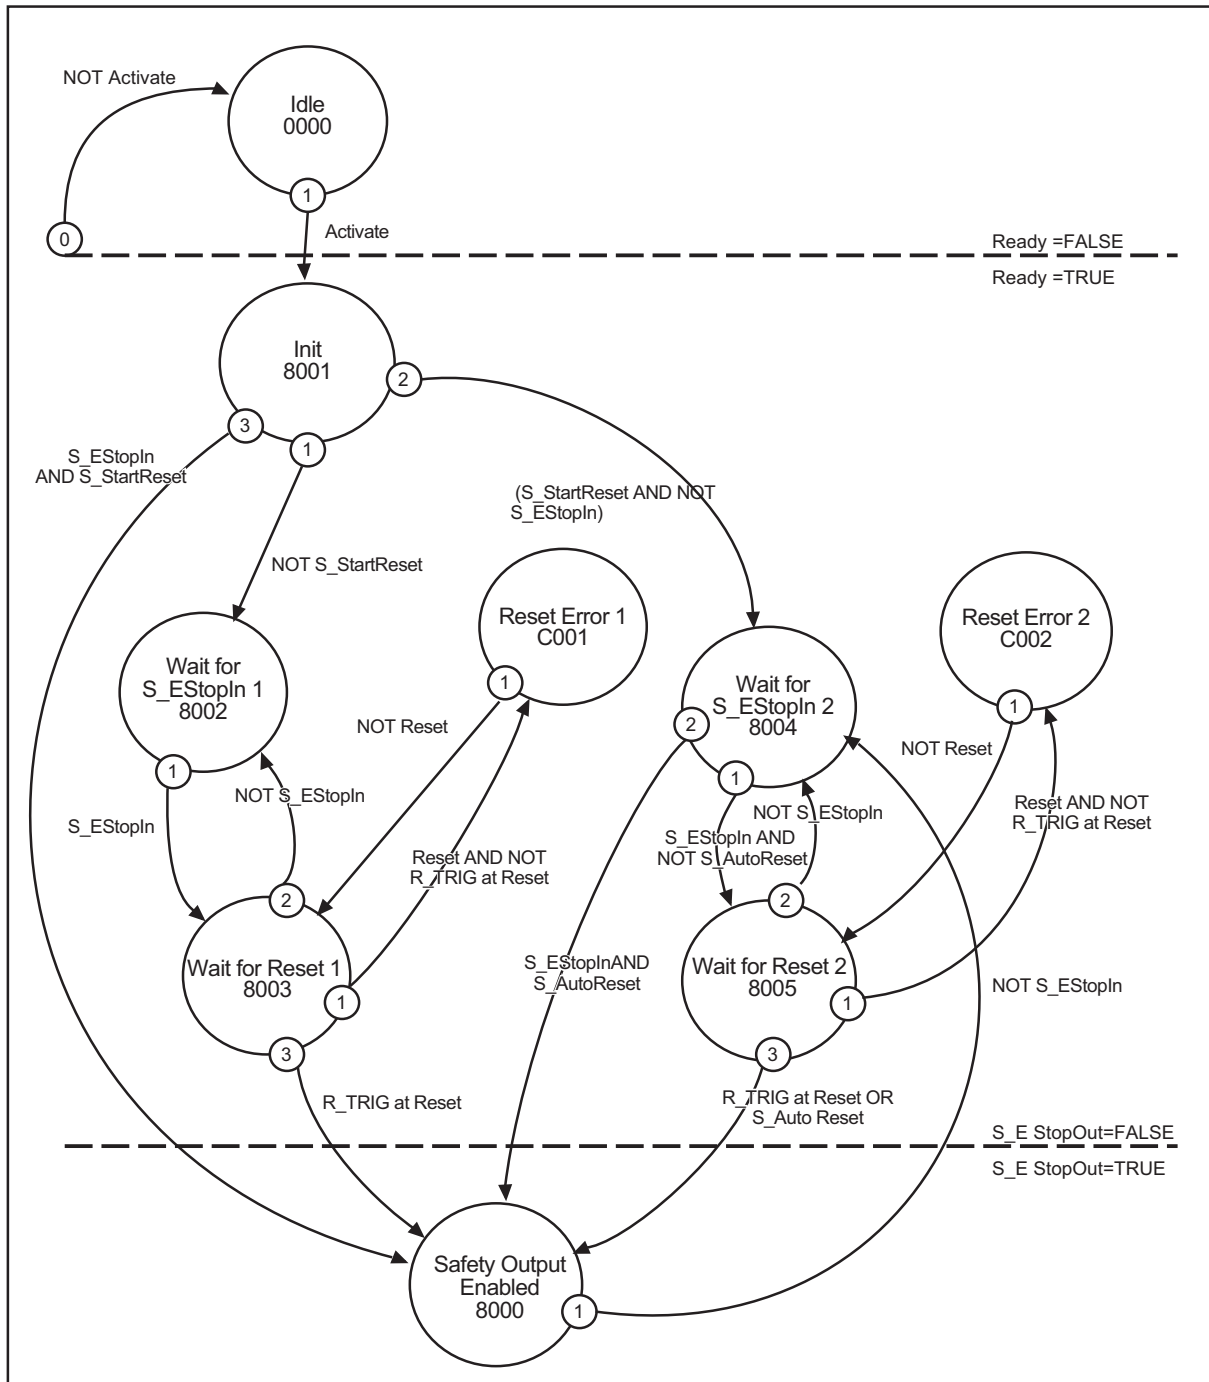 NOT Activate
Idle
0000
1
0
Activate
Ready =FALSE
Ready =TRUE
Init
8001
2
3
1
S_EStopIn
AND S_StartReset
(S_StartReset AND NOT
S_EStopIn)
NOT S_StartReset
Reset Error 1
C001
1
Reset Error 2
C002
1
Wait for
S_EStopIn 1
8002
1
Wait for
S_EStopIn 2
8004
2
1
NOT Reset
NOT Reset
NOT S_EStopIn
S_EStopIn
NOT S_EStopIn
S_EStopIn AND
NOT S_AutoReset
Reset AND NOT
R_TRIG at Reset
Reset AND NOT
R_TRIG at Reset
2
Wait for Reset 1
8003
1
3
S_EStopInAND
S_AutoReset
2
Wait for Reset 2
8005
1
3
NOT S_EStopIn
R_TRIG at Reset
R_TRIG at Reset OR
S_Auto Reset
S_E StopOut=FALSE
S_E StopOut=TRUE
Safety Output
Enabled
8000
1